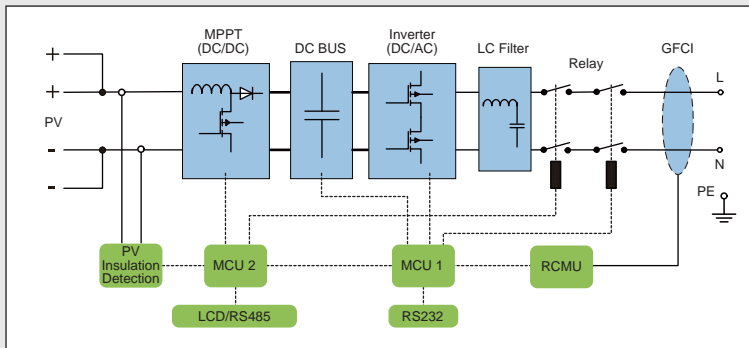 MPPT
(DC/DC)
DC BUS
Inverter
(DC/AC)
LC Filter
Relay
GFCI
+
+
PV
-
-
L
N
PE
PV
Insulation
Detection
MCU 2
MCU 1
RCMU
LCD/RS485
RS232